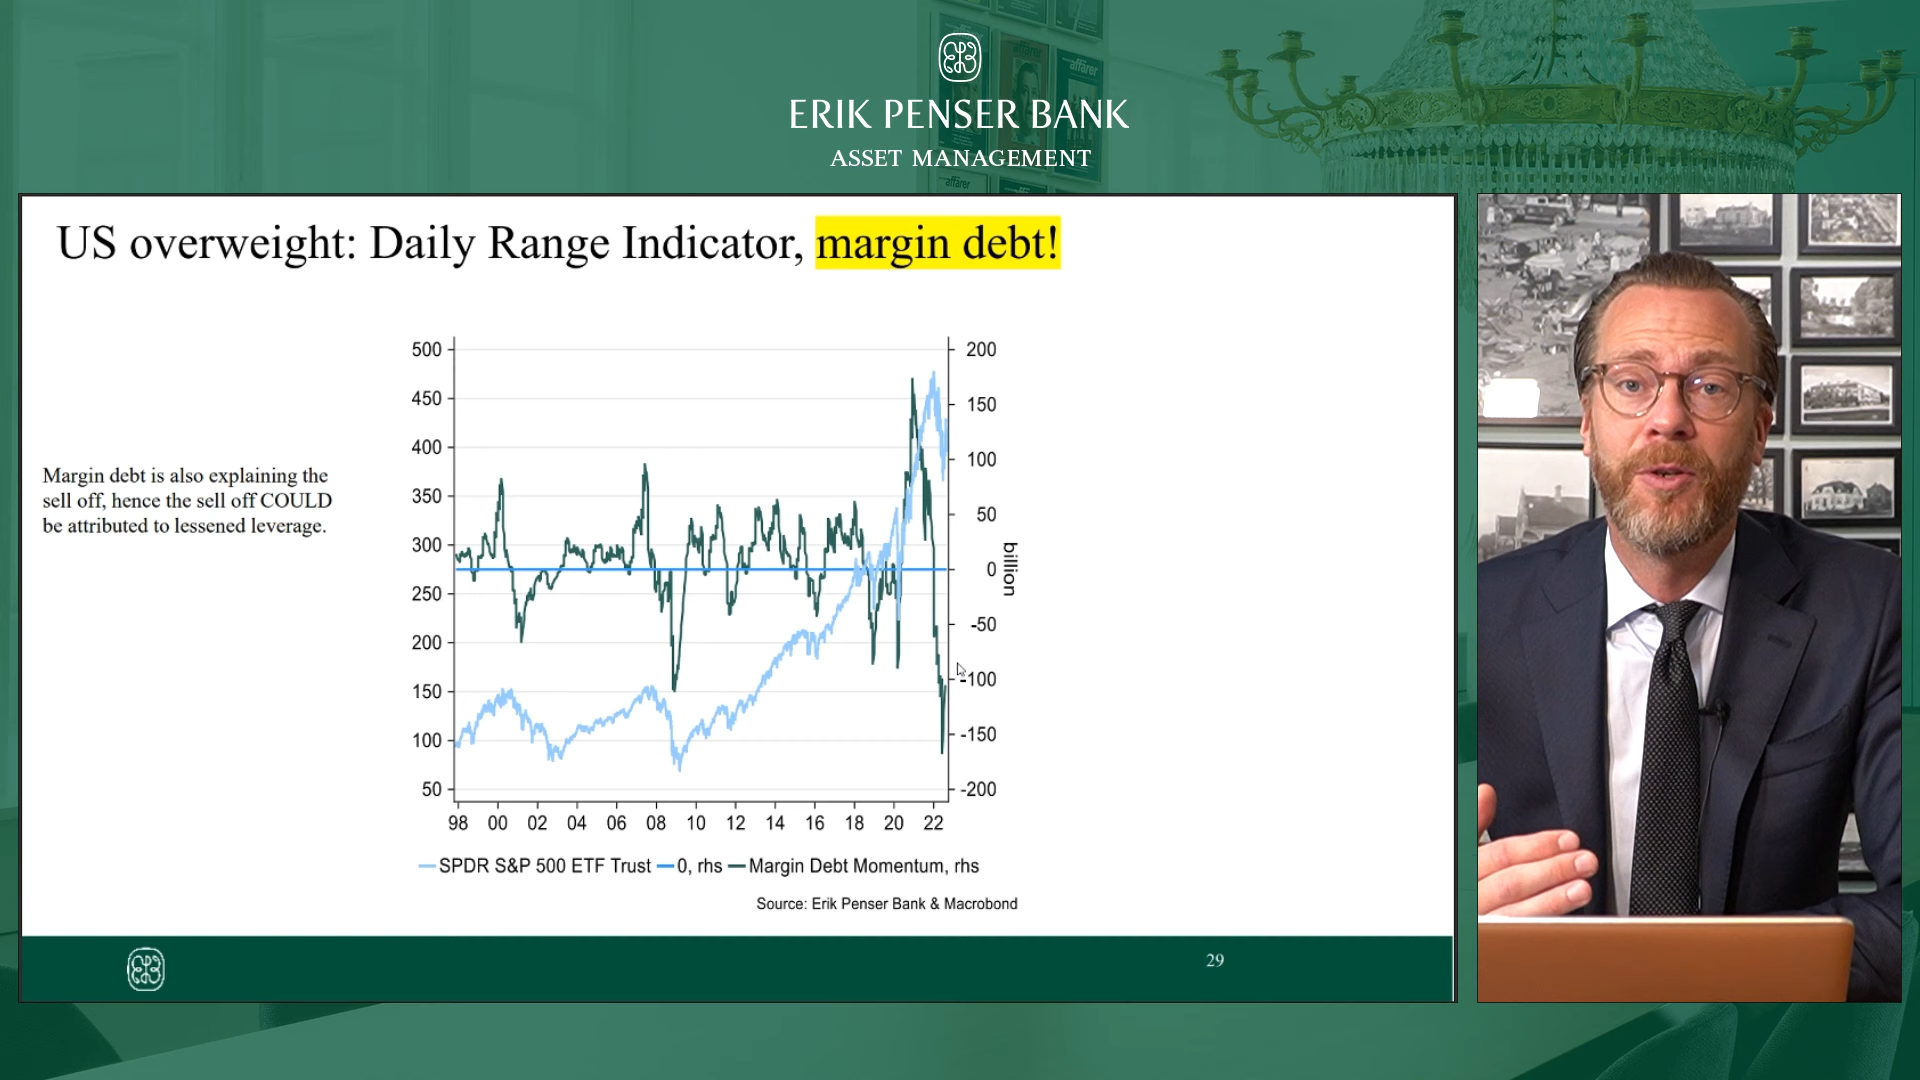 affärer
affärer
affärer
ERIK PENSER BANK
ASSET MANAGEMENT
US overweight: Daily Range Indicator, margin debt!
Margin debt is also explaining the
sell off, hence the sell off COULD
be attributed to lessened leverage.
500
450
400
350
300
250
200
150
100
50
200
150
100
50
0
-50
-100
-150
-200
billion
98 00 02 04 06 08 10 12 14 16 18 20 22
SPDR S&P 500 ETF Trust 0, rhs Margin Debt Momentum, rhs
Source: Erik Penser Bank & Macrobond
29